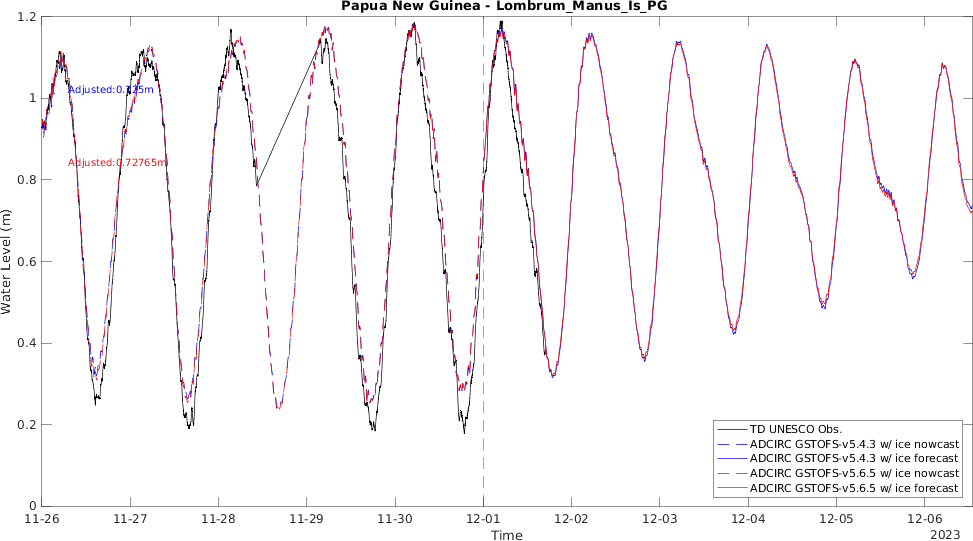 Papua New Guinea - Lombrum_Manus_Is_PG
1.2
1
0.8
0.6
0.4
0.2
0
Water Level (m)
Adjusted:0.725m
Adjusted:0.72765m
TD UNESCO Obs.
ADCIRC GSTOFS-v5.4.3 w/ ice nowcast
ADCIRC GSTOFS-v5.4.3 w/ ice forecast
ADCIRC GSTOFS-v5.6.5 w/ ice nowcast
ADCIRC GSTOFS-v5.6.5 w/ ice forecast
11-26 11-27 11-28 11-29 11-30 12-01 12-02 12-03 12-04 12-05 12-06
Time
2023